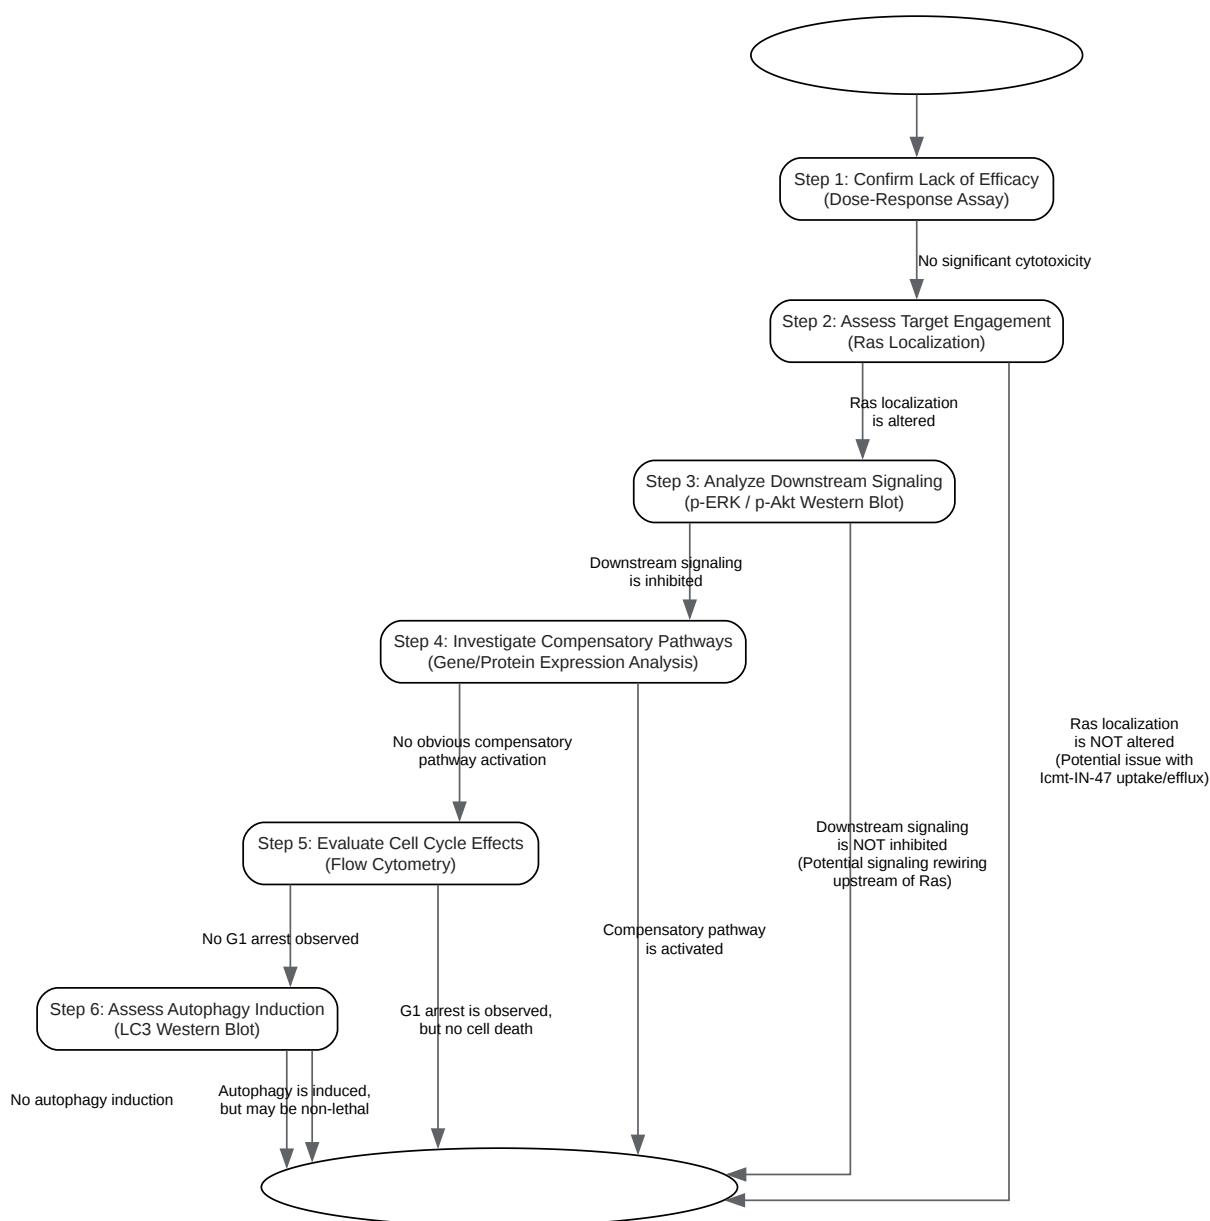 Step 1: Confirm Lack of Efficacy
(Dose-Response Assay)
No significant cytotoxicity
Step 2: Assess Target Engagement
(Ras Localization)
Ras localization
is altered
Step 3: Analyze Downstream Signaling
(p-ERK / p-Akt Western Blot)
Downstream signaling
is inhibited
Step 4: Investigate Compensatory Pathways
(Gene/Protein Expression Analysis)
No obvious compensatory
pathway activation
Ras localization
is NOT altered
(Potential issue with
Icmt-IN-47 uptake/efflux)
Step 5: Evaluate Cell Cycle Effects
(Flow Cytometry)
Downstream signaling
is NOT inhibited
(Potential signaling rewiring
upstream of Ras)
No G1 arrest observed
Compensatory pathway
is activated
Step 6: Assess Autophagy Induction
(LC3 Western Blot)
G1 arrest is observed,
but no cell death
No autophagy induction
Autophagy is induced,
but may be non-lethal